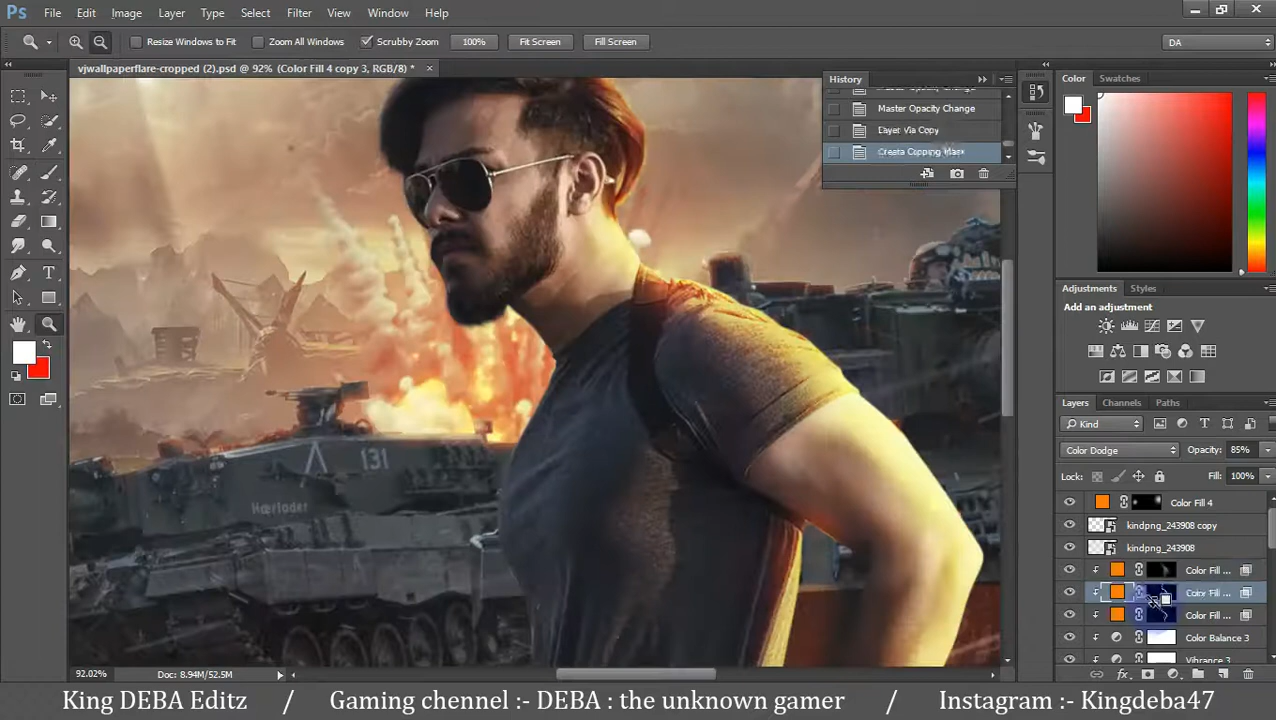 Ps File Edit Image Layer Type Select Filter View Window Help
Resize Windows to Fit Zoom All Windows Scrubby Zoom 100% Fit Screen Fill Screen DA
vjwallpaperflare-cropped (2).psd @ 92% (Color Fill 4 copy 3, RGB/8) * ×
History
Master Opacity Change
Layer Via Copy
Create Clipping Mask
Color Swatches
Adjustments Styles
Add an adjustment
Layers Channels Paths
Kind
Color Dodge Opacity: 85%
Lock: Fill: 100%
Color Fill 4
kindpng_243908 copy
kindpng_243908
Color Fill ...
Color Fill ...
Color Fill ...
Color Balance 3
Vibrance 3
131
92.02% Doc: 8.94M/52.5M
King DEBA Editz / Gaming channel :- DEBA : the unknown gamer / Instagram :- Kingdeba47